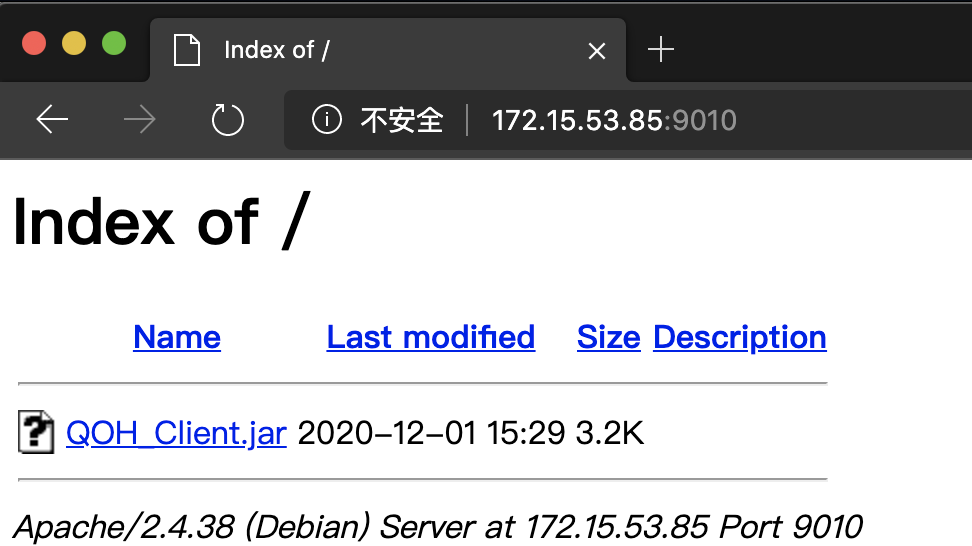 Index of /
不安全 172.15.53.85:9010
Index of /
Name Last modified Size Description
QOH_Client.jar 2020-12-01 15:29 3.2K
Apache/2.4.38 (Debian) Server at 172.15.53.85 Port 9010